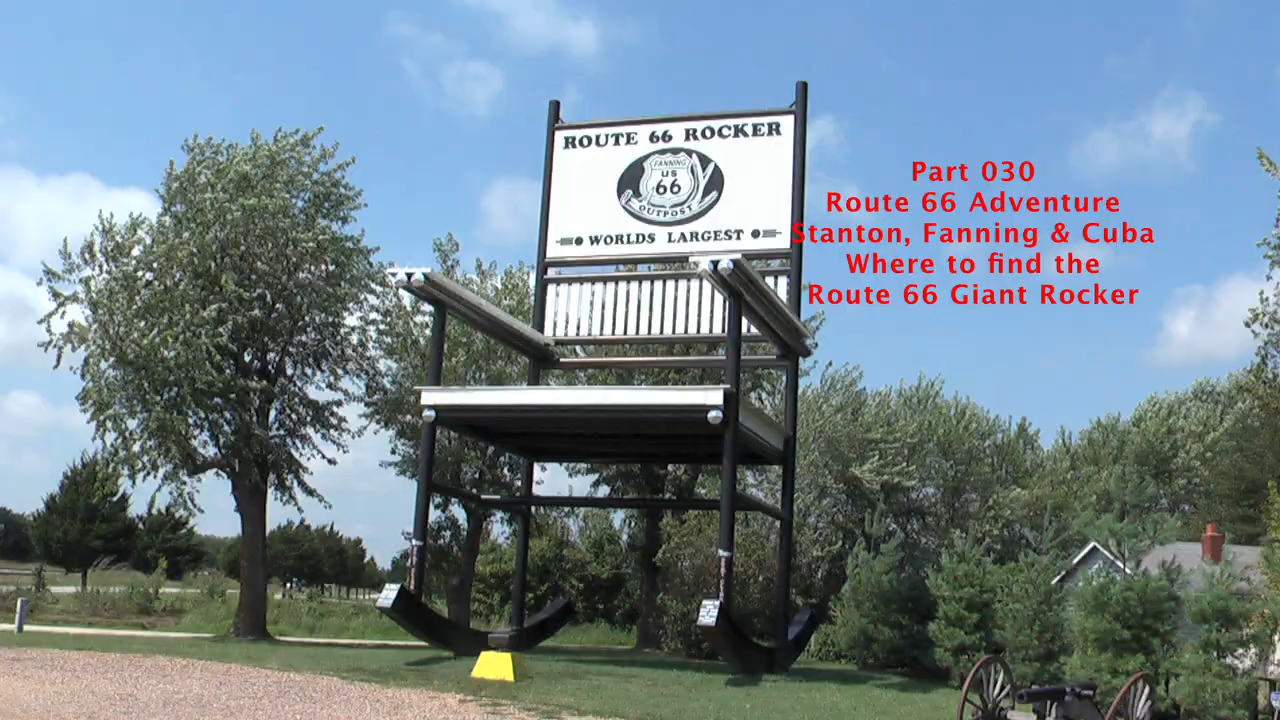 ROUTE 66 ROCKER
FANNING
US
66
OUTPOST
WORLDS LARGEST
Part 030
Route 66 Adventure
Stanton, Fanning & Cuba
Where to find the
Route 66 Giant Rocker